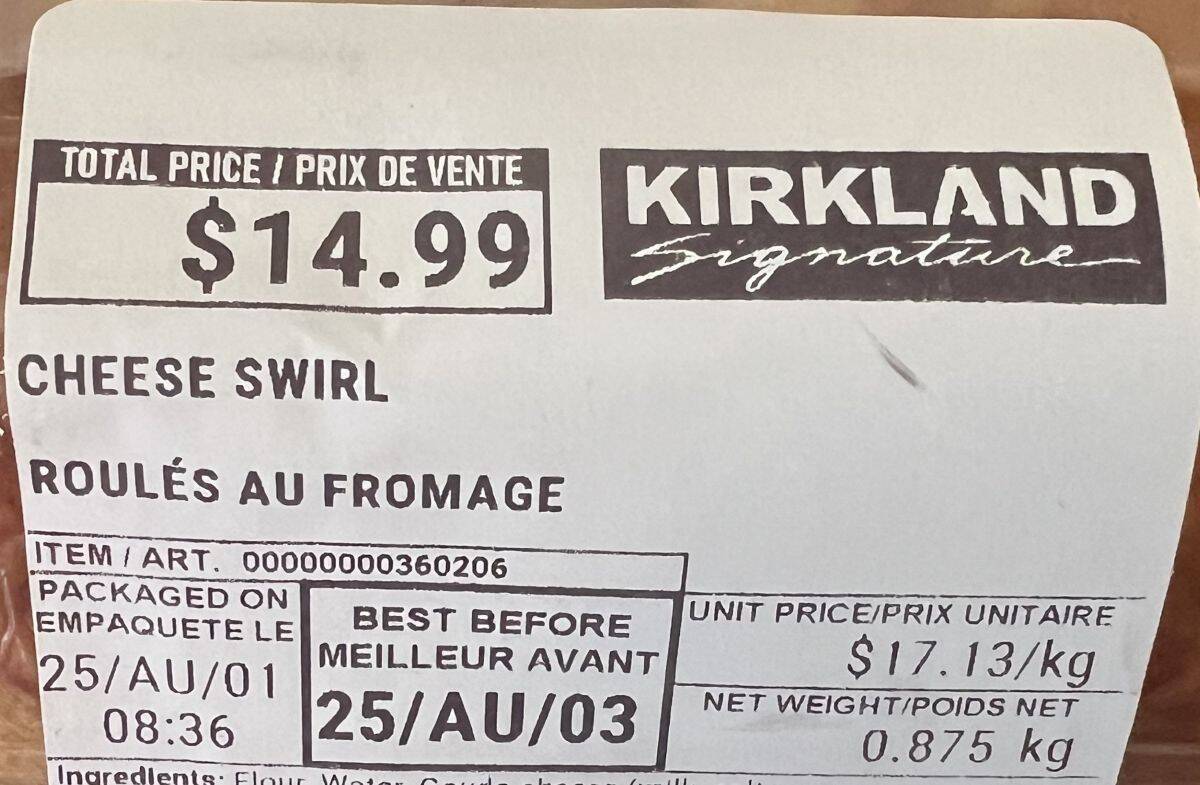 TOTAL PRICE / PRIX DE VENTE
$14.99
KIRKLAND
Signature
CHEESE SWIRL
ROULÉS AU FROMAGE
ITEM / ART. 00000000360206
PACKAGED ON
EMPAQUETE LE
25/AU/01
08:36
BEST BEFORE
MEILLEUR AVANT
25/AU/03
UNIT PRICE/PRIX UNITAIRE
$17.13/kg
NET WEIGHT/POIDS NET
0.875 kg
Ingredients: Flour, Water, Gouda cheese